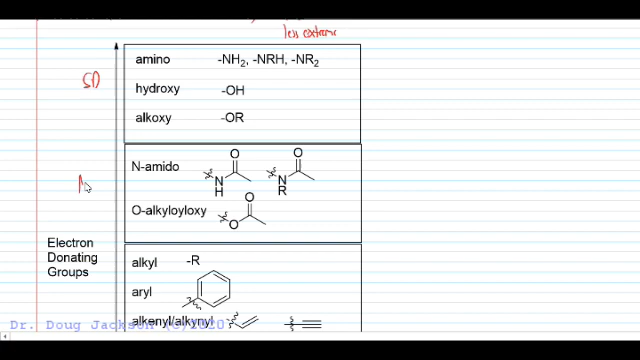 less extreme
SD
amino -NH2, -NRH, -NR2
hydroxy -OH
alkoxy -OR
N-amido O N H O N R
O-alkyloyloxy O O
Electron
Donating
Groups
alkyl -R
aryl
alkenyl/alkynyl
Dr. Doug Jackson (c)2020